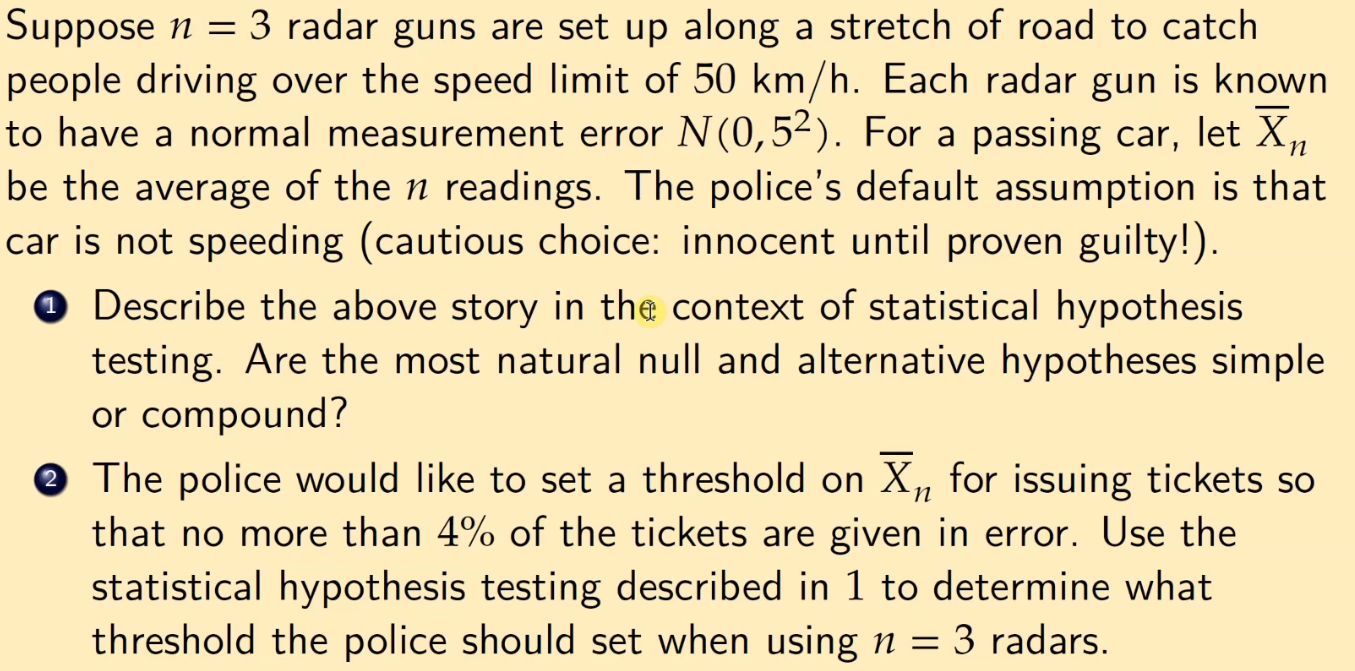 Suppose n = 3 radar guns are set up along a stretch of road to catch
people driving over the speed limit of 50 km/h. Each radar gun is known
to have a normal measurement error N(0, 5²). For a passing car, let X̅ₙ
be the average of the n readings. The police's default assumption is that
car is not speeding (cautious choice: innocent until proven guilty!).
1 Describe the above story in the context of statistical hypothesis
testing. Are the most natural null and alternative hypotheses simple
or compound?
2 The police would like to set a threshold on X̅ₙ for issuing tickets so
that no more than 4% of the tickets are given in error. Use the
statistical hypothesis testing described in 1 to determine what
threshold the police should set when using n = 3 radars.